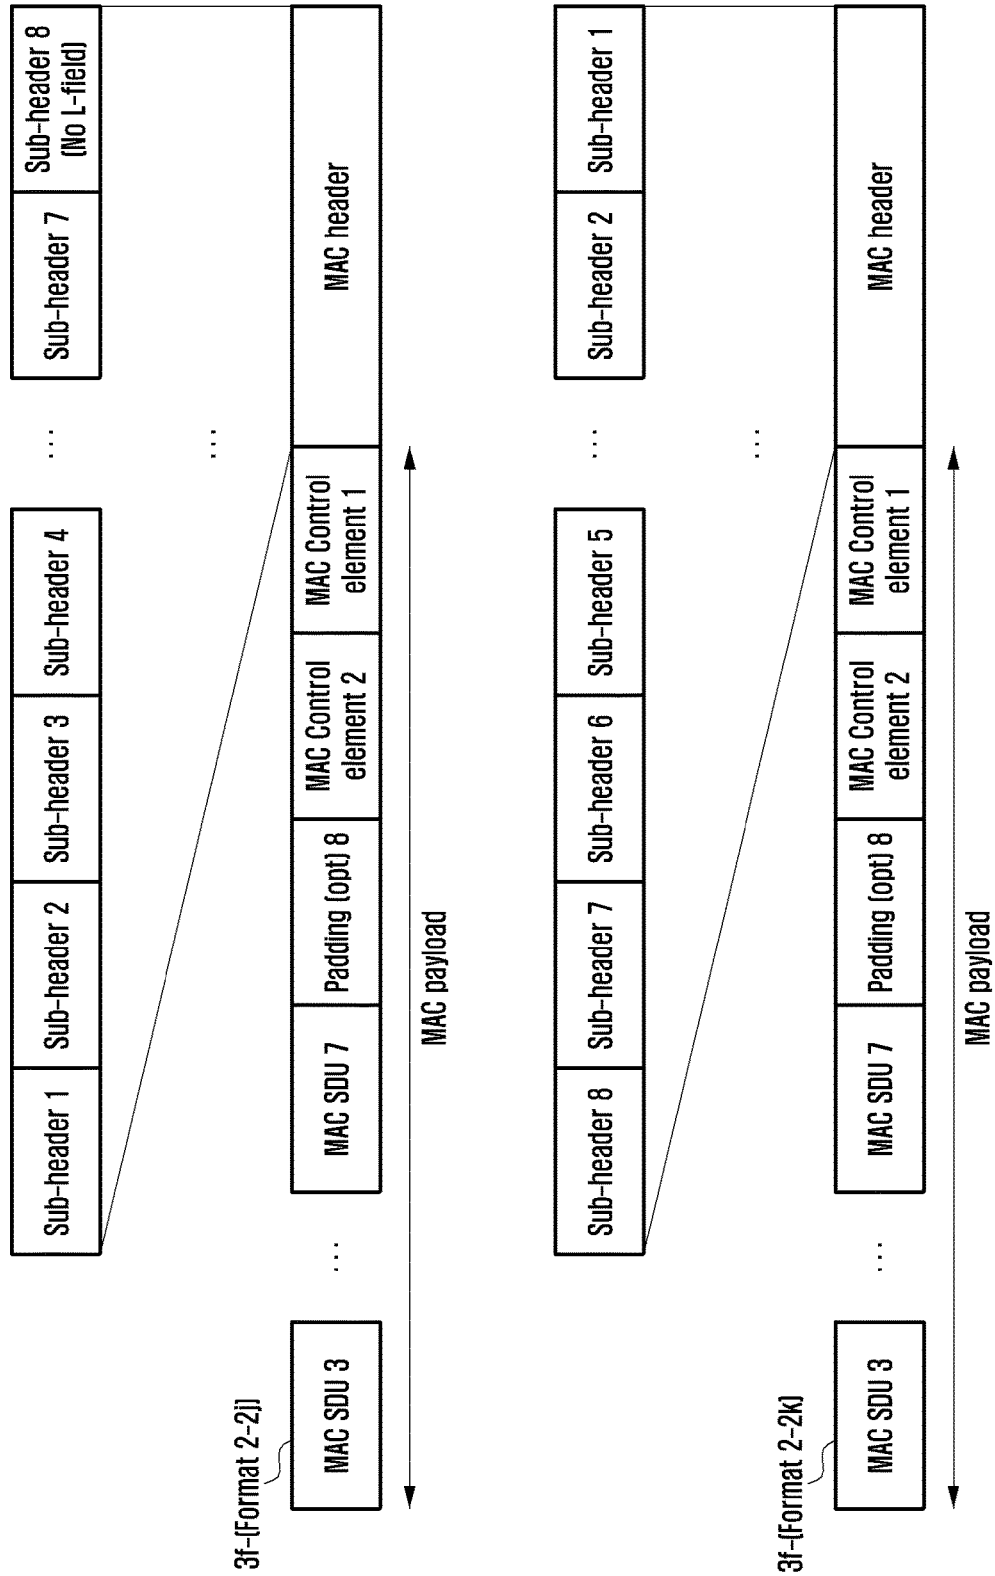 Sub-header 1
Sub-header 2
Sub-header 3
Sub-header 4
...
Sub-header 7
Sub-header 8
(No L-field)
...
3f-(Format 2-2j)
MAC SDU 3
...
MAC SDU 7
Padding (opt) 8
MAC Control
element 2
MAC Control
element 1
MAC header
MAC payload
Sub-header 8
Sub-header 7
Sub-header 6
Sub-header 5
...
Sub-header 2
Sub-header 1
...
3f-(Format 2-2k)
MAC SDU 3
...
MAC SDU 7
Padding (opt) 8
MAC Control
element 2
MAC Control
element 1
MAC header
MAC payload